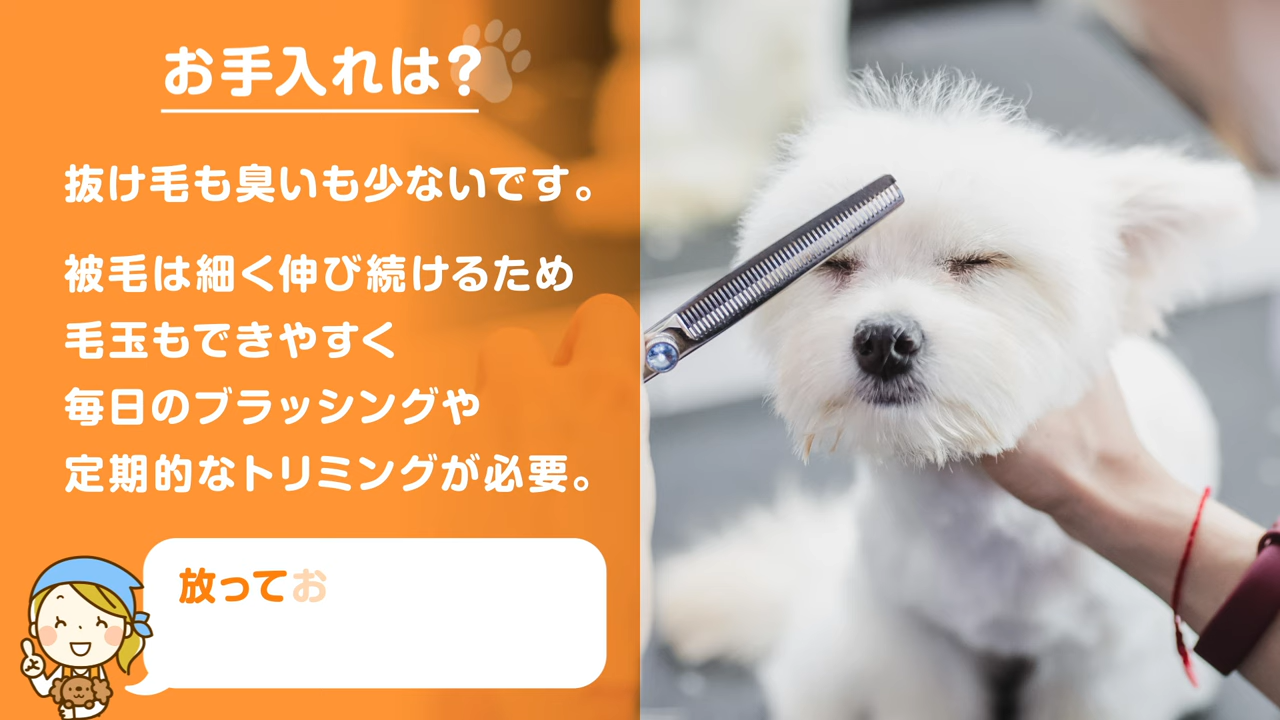 お手入れは？
抜け毛も臭いも少ないです。
被毛は細く伸び続けるため
毛玉もできやすく
毎日のブラッシングや
定期的なトリミングが必要。
放ってお